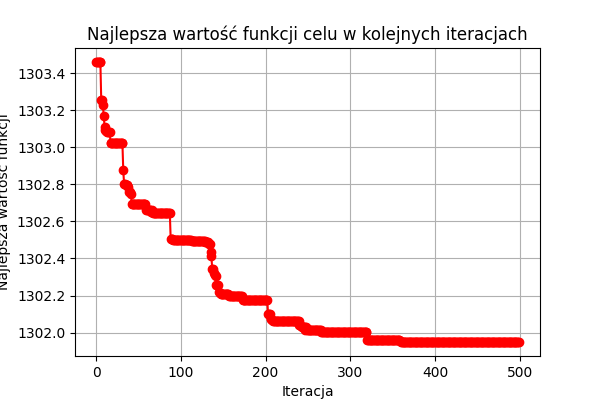 Najlepsza wartość funkcji celu w kolejnych iteracjach
Najlepsza wartość funkcji
1303.4
1303.2
1303.0
1302.8
1302.6
1302.4
1302.2
1302.0
0 100 200 300 400 500
Iteracja